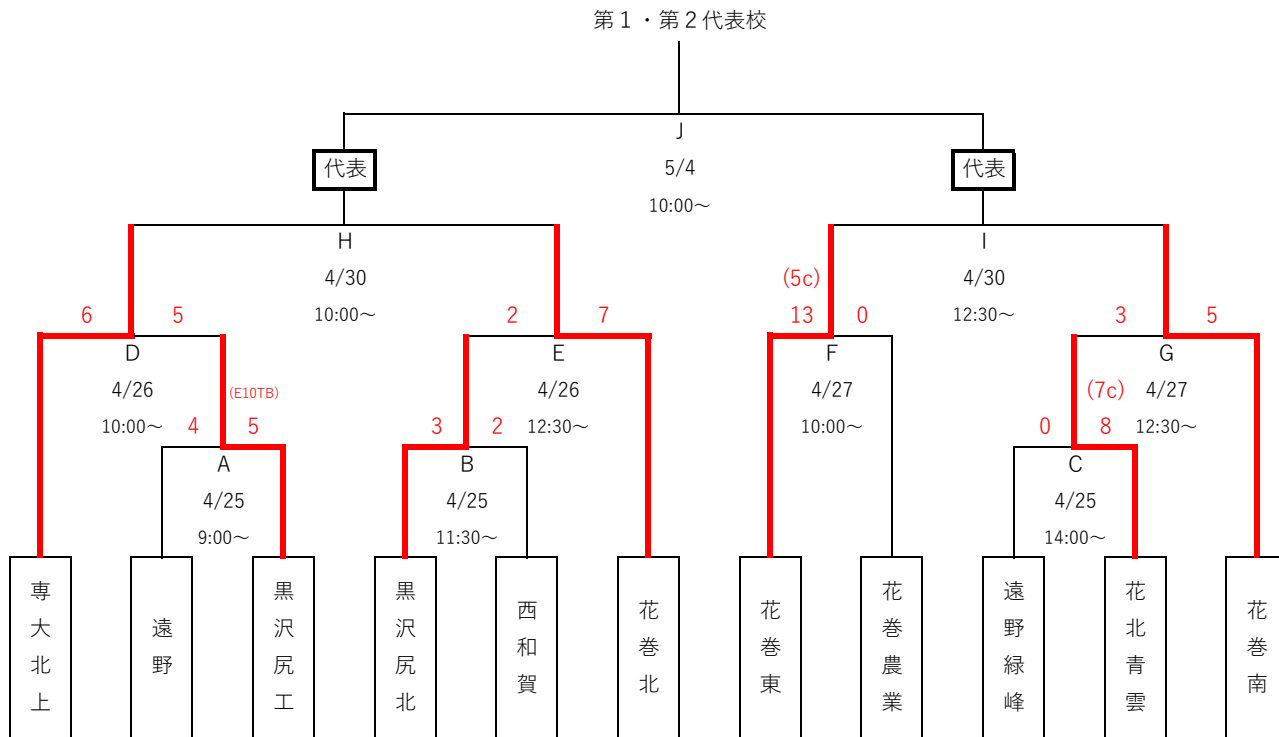 第1・第2代表校
J
代表
5/4
代表
10:00～
H
I
4/30
(5c)
4/30
6
5
10:00～
2
7
13
0
12:30～
3
5
D
E
F
G
4/26
(E10TB)
4/26
4/27
(7c)
4/27
10:00～
4
5
3
2
12:30～
10:00～
0
8
12:30～
A
B
C
4/25
4/25
4/25
9:00～
11:30～
14:00～
専大北上
遠野
黒沢尻工
黒沢尻北
西和賀
花巻北
花巻東
花巻農業
遠野緑峰
花北青雲
花巻南